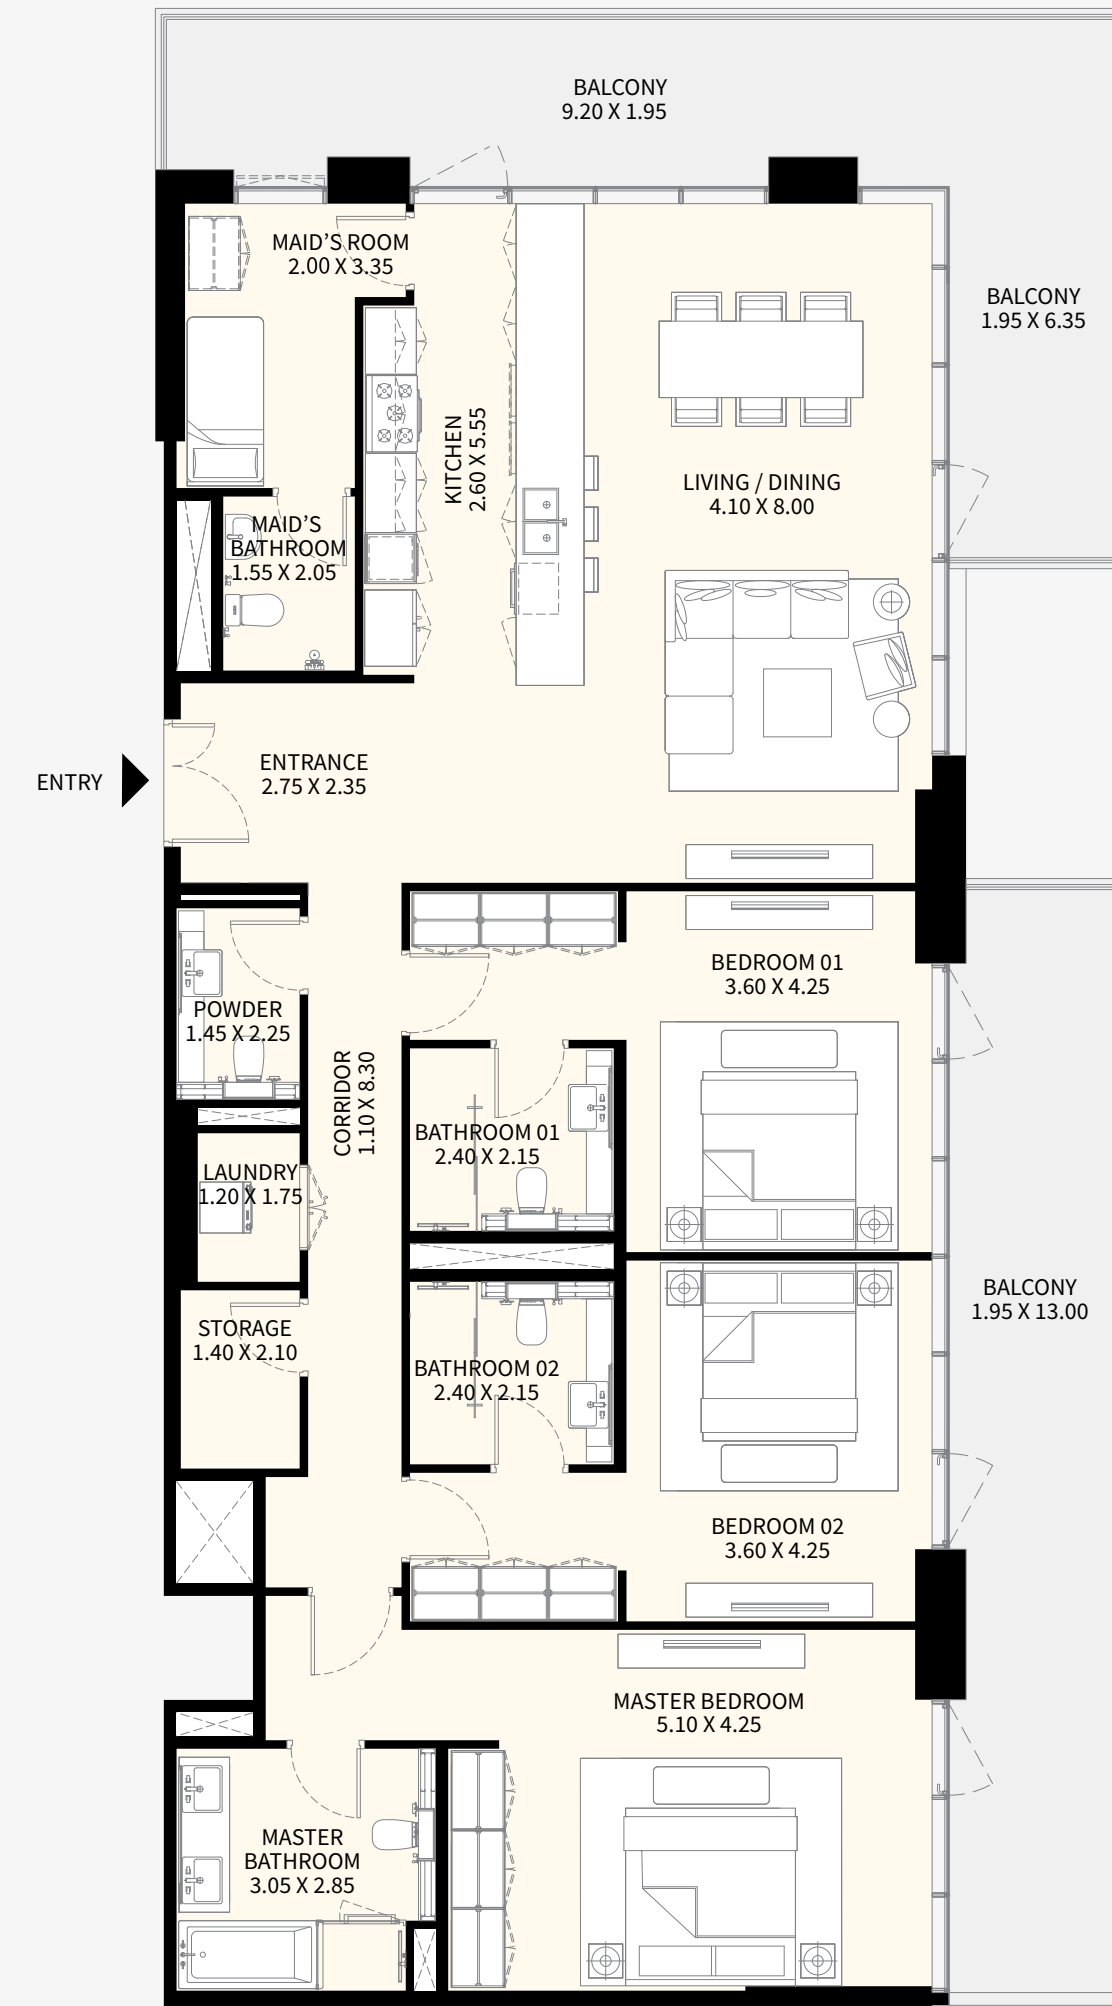 BALCONY
9.20 X 1.95
MAID’S ROOM
2.00 X 3.35
BALCONY
1.95 X 6.35
KITCHEN
2.60 X 5.55
LIVING / DINING
4.10 X 8.00
MAID’S
BATHROOM
1.55 X 2.05
ENTRY
ENTRANCE
2.75 X 2.35
BEDROOM 01
3.60 X 4.25
POWDER
1.45 X 2.25
CORRIDOR
1.10 X 8.30
BATHROOM 01
2.40 X 2.15
LAUNDRY
1.20 X 1.75
BALCONY
1.95 X 13.00
STORAGE
1.40 X 2.10
BATHROOM 02
2.40 X 2.15
BEDROOM 02
3.60 X 4.25
MASTER BEDROOM
5.10 X 4.25
MASTER
BATHROOM
3.05 X 2.85